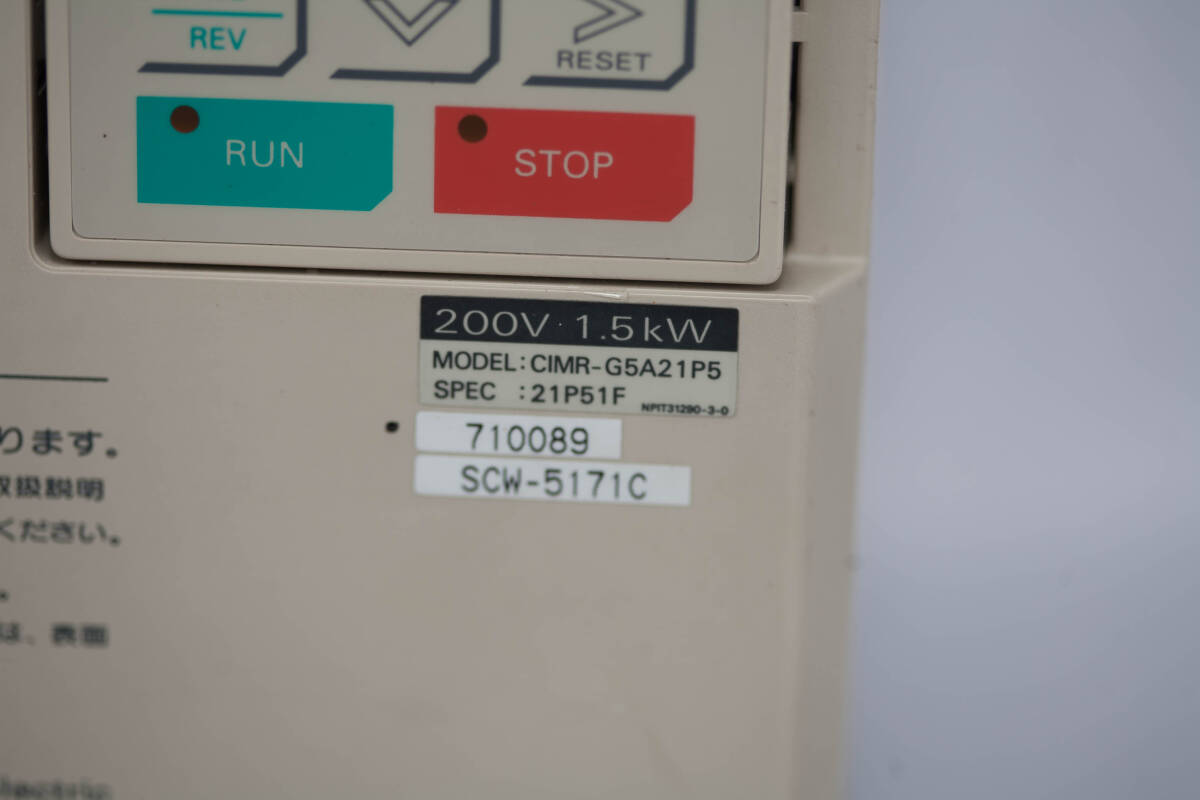 REV
RESET
RUN
STOP
200V · 1.5kW
MODEL:CIMR-G5A21P5
SPEC :21P51F
NPIT31290-3-0
710089
SCW-5171C
ります。
取扱説明
ください。
。
は、表面